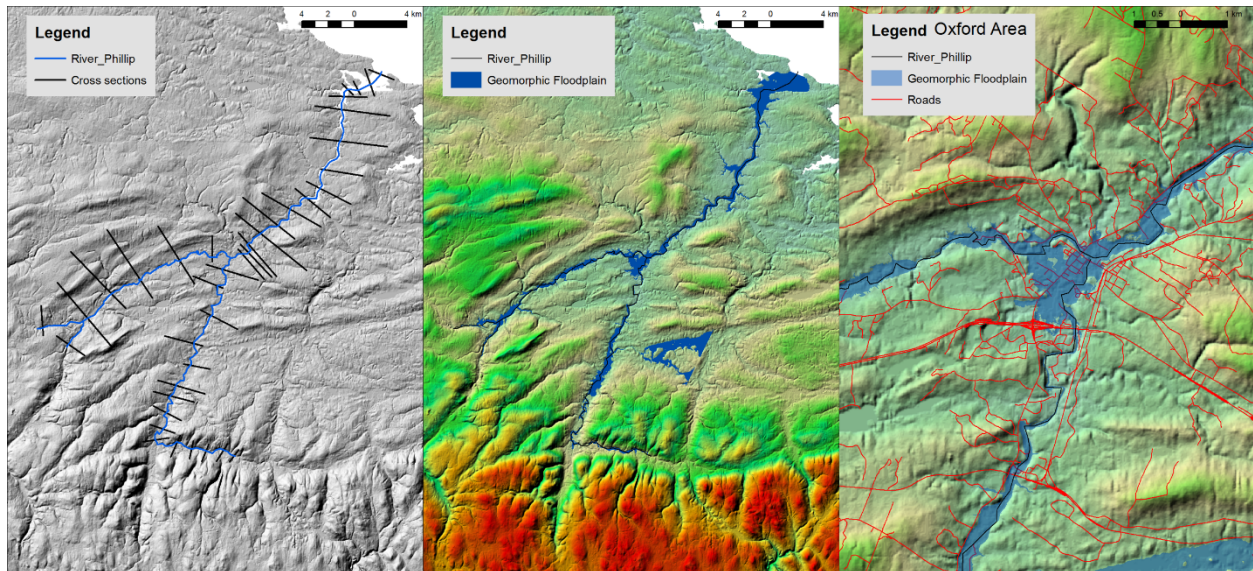 4 2 0 4 km
Legend
River_Phillip
Cross sections
4 2 0 4 km
Legend
River_Phillip
Geomorphic Floodplain
1 0.5 0 1 km
Legend Oxford Area
River_Phillip
Geomorphic Floodplain
Roads